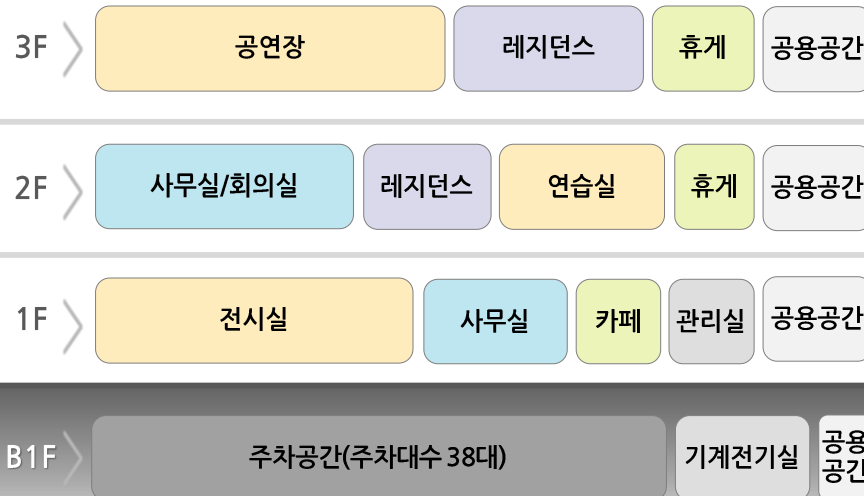 3F 공연장 레지던스 휴게 공용공간
2F 사무실/회의실 레지던스 연습실 휴게 공용공간
1F 전시실 사무실 카페 관리실 공용공간
B1F 주차공간(주차대수 38대) 기계전기실 공용
공간